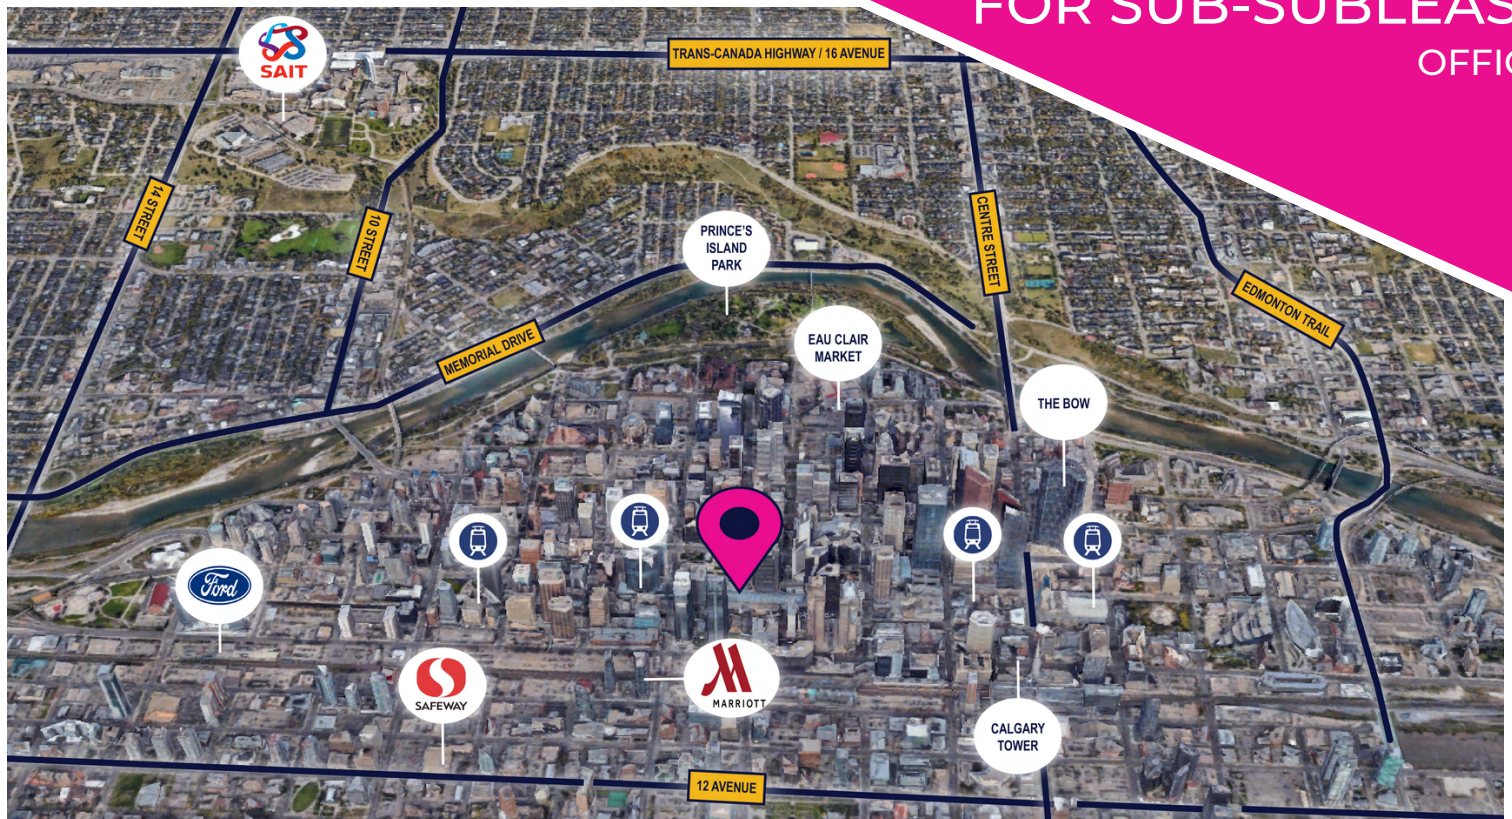 FOR SUB-SUBLEAS
OFFIC
SAIT
TRANS-CANADA HIGHWAY / 16 AVENUE
14 STREET
10 STREET
CENTRE STREET
PRINCE'S
ISLAND
PARK
EDMONTON TRAIL
MEMORIAL DRIVE
EAU CLAIR
MARKET
THE BOW
Ford
SAFEWAY
MARRIOTT
CALGARY
TOWER
12 AVENUE